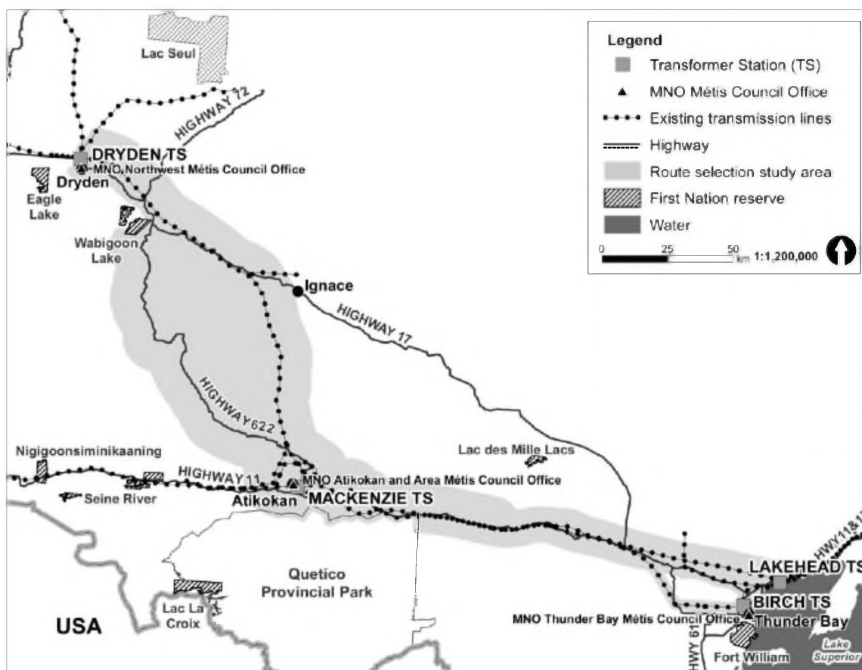 Lac Seul
HIGHWAY 72
DRYDEN TS
MNO Northwest Métis Council Office
Dryden
Eagle
Lake
Wabigoon
Lake
Ignace
HIGHWAY 17
HIGHWAY 622
Lac des Mille Lacs
Nigigoonsiminikaaning
HIGHWAY 11
MNO Atikokan and Area Métis Council Office
Seine River
Atikokan
MACKENZIE TS
HWY 11&17
LAKEHEAD TS
Quetico
Provincial Park
BIRCH TS
Lac La
Croix
MNO Thunder Bay Métis Council Office
Thunder Bay
USA
HWY 61
Fort William
Lake
Superior
Legend
Transformer Station (TS)
MNO Métis Council Office
Existing transmission lines
Highway
Route selection study area
First Nation reserve
Water
0 25 50
km 1:1,200,000